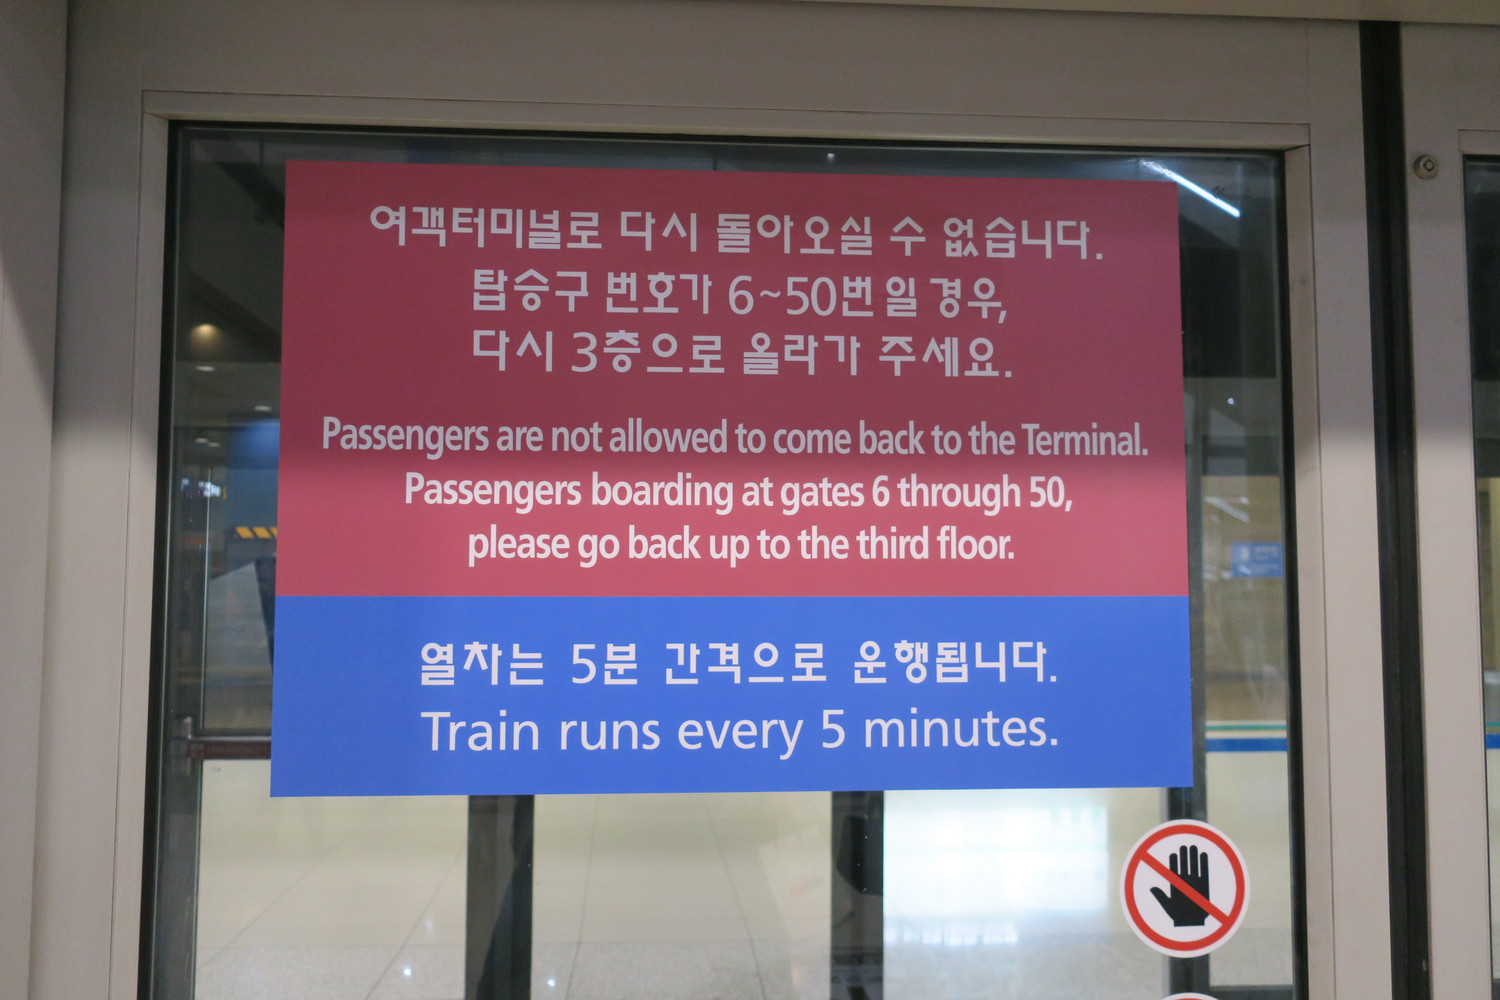 여객터미널로 다시 돌아오실 수 없습니다.
탑승구 번호가 6~50번일 경우,
다시 3층으로 올라가 주세요.
Passengers are not allowed to come back to the Terminal.
Passengers boarding at gates 6 through 50,
please go back up to the third floor.
열차는 5분 간격으로 운행됩니다.
Train runs every 5 minutes.